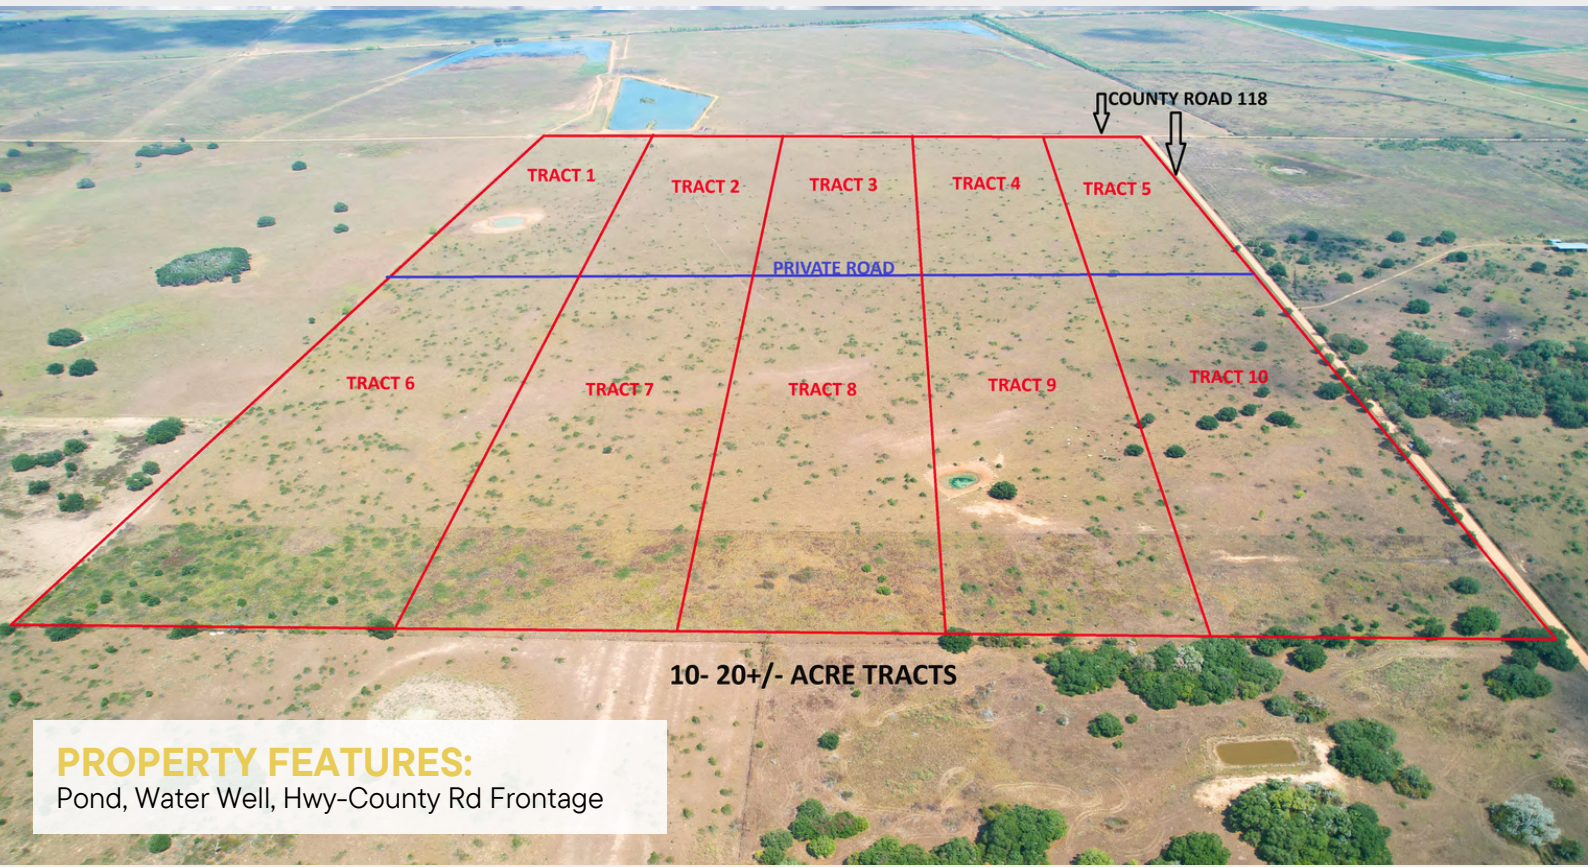 COUNTY ROAD 118
TRACT 1
TRACT 2
TRACT 3
TRACT 4
TRACT 5
PRIVATE ROAD
TRACT 6
TRACT 7
TRACT 8
TRACT 9
TRACT 10
10- 20+/- ACRE TRACTS
PROPERTY FEATURES:
Pond, Water Well, Hwy-County Rd Frontage